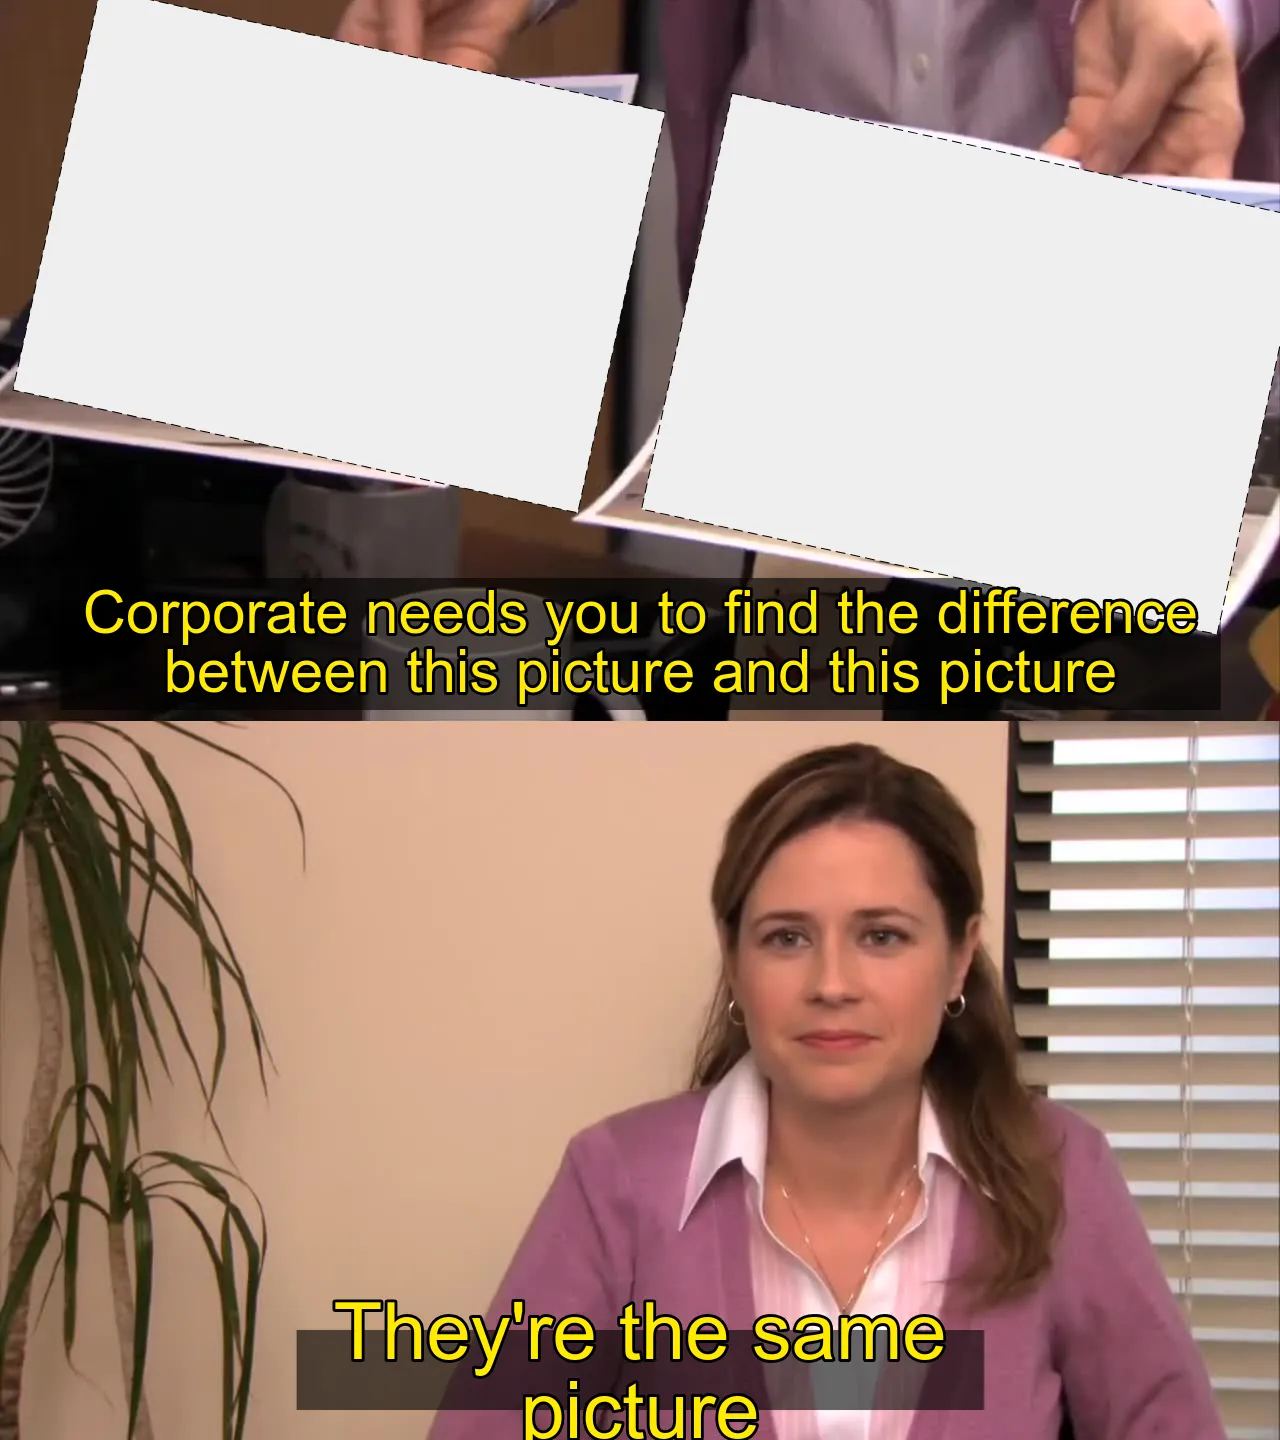 Corporate needs you to find the difference
between this picture and this picture
They're the same
picture